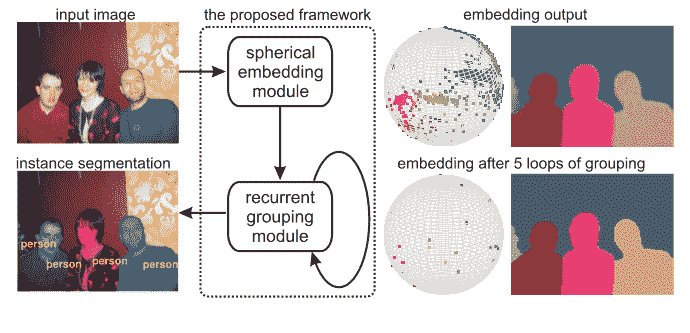 input image
the proposed framework
embedding output
spherical
embedding
module
instance segmentation
embedding after 5 loops of grouping
recurrent
grouping
module
person
person
person
person